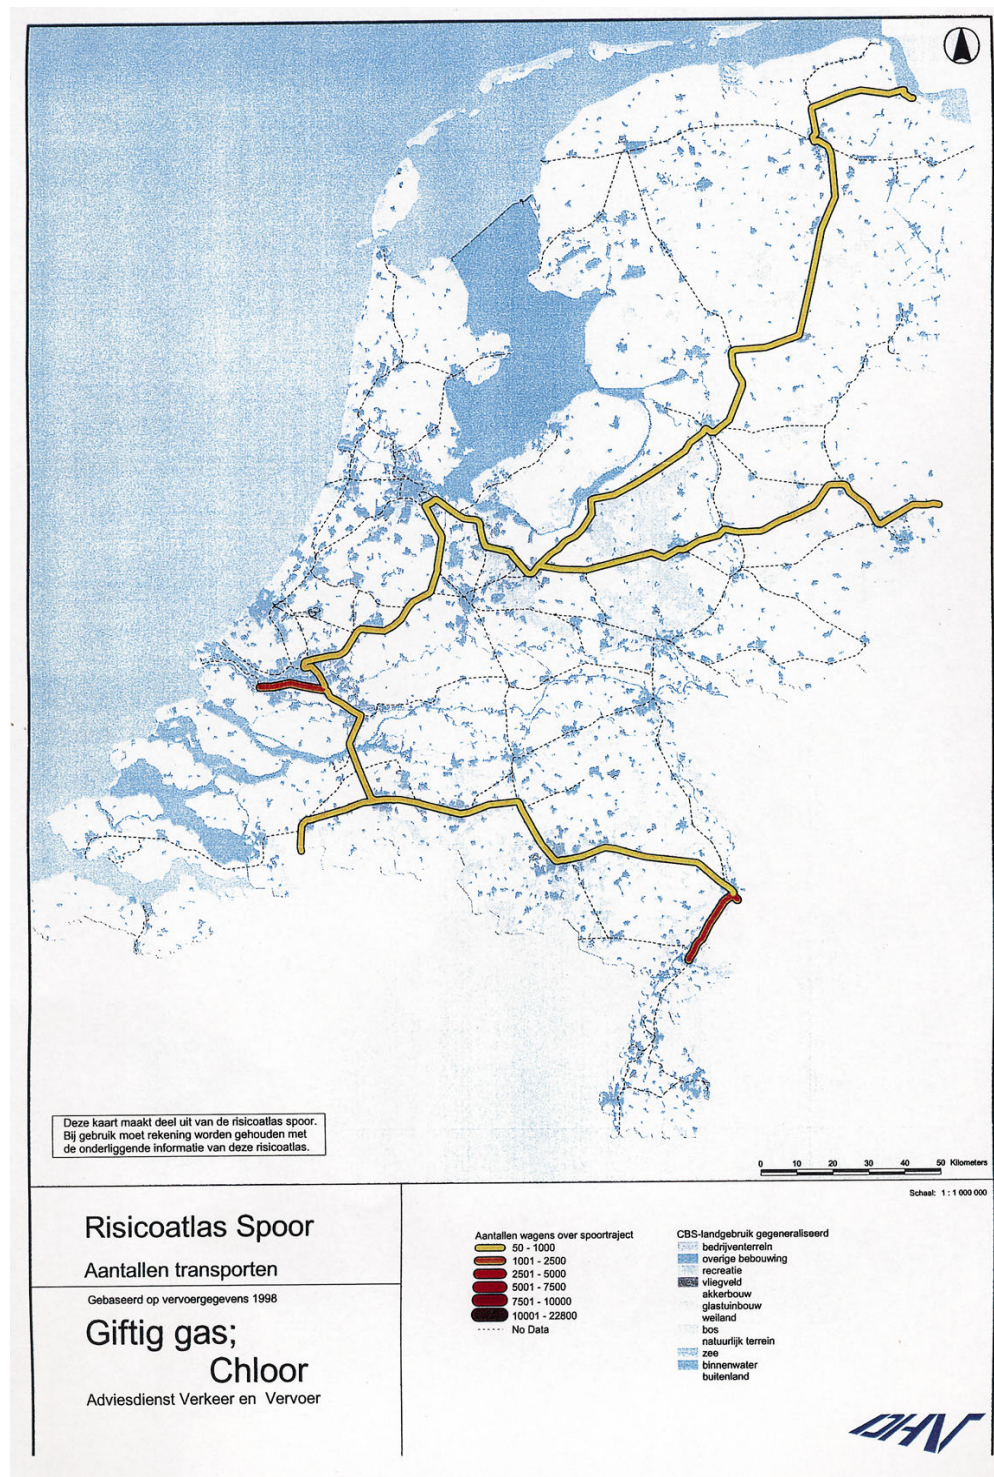 Deze kaart maakt deel uit van de risicoatlas spoor.
Bij gebruik moet rekening worden gehouden met
de onderliggende informatie van deze risicoatlas.
0 10 20 30 40 50 Kilometers
Schaal: 1 : 1 000 000
Risicoatlas Spoor
Aantallen transporten
Gebaseerd op vervoergegevens 1998
Giftig gas;
Chloor
Adviesdienst Verkeer en Vervoer
Aantallen wagens over spoortraject
50 - 1000
1001 - 2500
2501 - 5000
5001 - 7500
7501 - 10000
10001 - 22800
No Data
CBS-landgebruik gegeneraliseerd
bedrijventerrein
overige bebouwing
recreatie
vliegveld
akkerbouw
glastuinbouw
weiland
bos
natuurlijk terrein
zee
binnenwater
buitenland
DHV